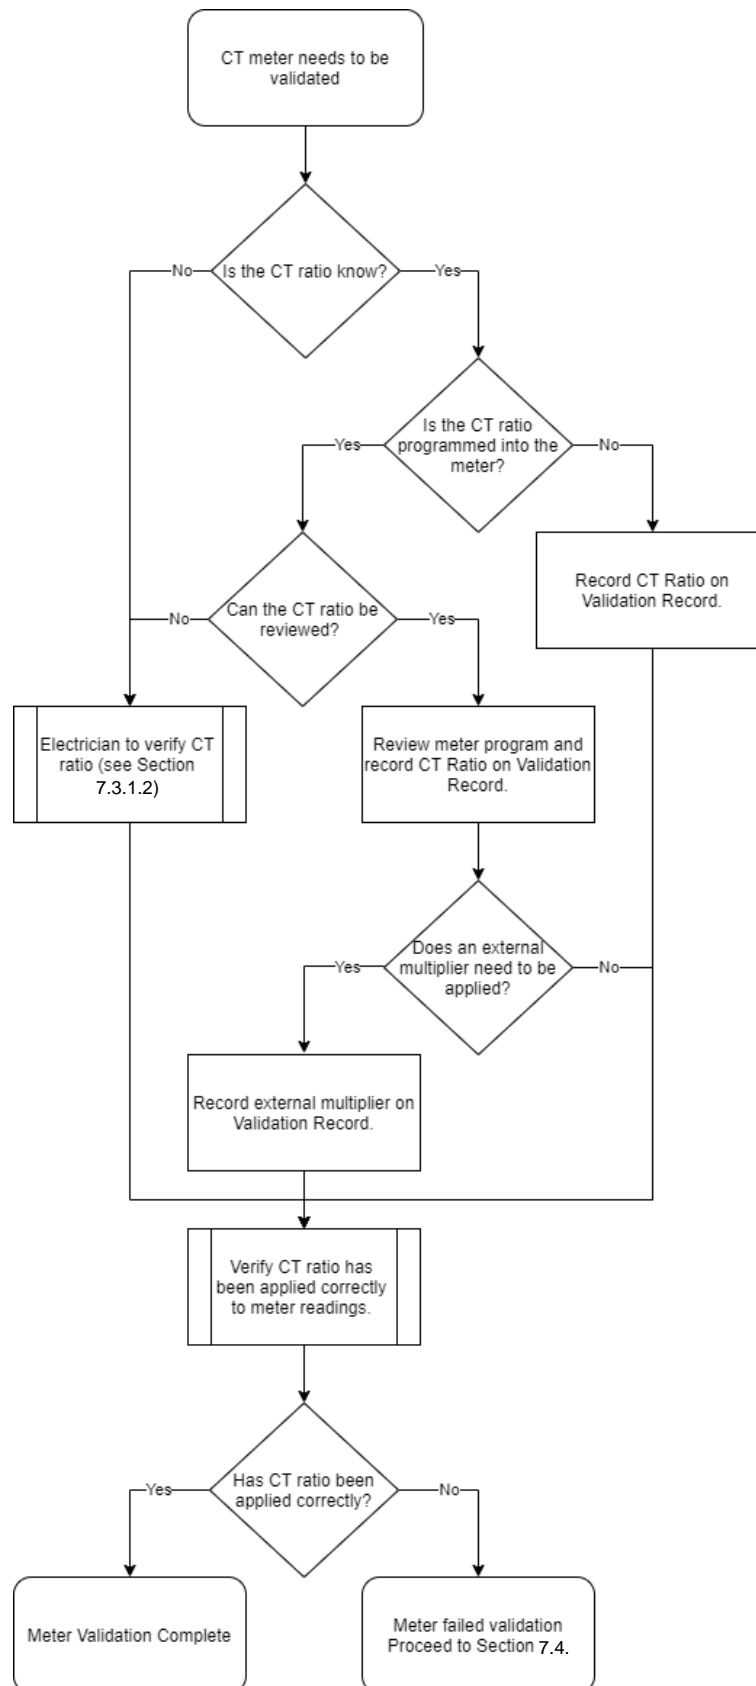 CT meter needs to be
validated
Is the CT ratio know?
No
Yes
Is the CT ratio
programmed into the
meter?
Yes
No
Record CT Ratio on
Validation Record.
Can the CT ratio be
reviewed?
No
Yes
Electrician to verify CT
ratio (see Section
7.3.1.2)
Review meter program and
record CT Ratio on Validation
Record.
Does an external
multiplier need to be
applied?
Yes
No
Record external multiplier on
Validation Record.
Verify CT ratio has
been applied correctly
to meter readings.
Has CT ratio been
applied correctly?
Yes
No
Meter Validation Complete
Meter failed validation
Proceed to Section 7.4.